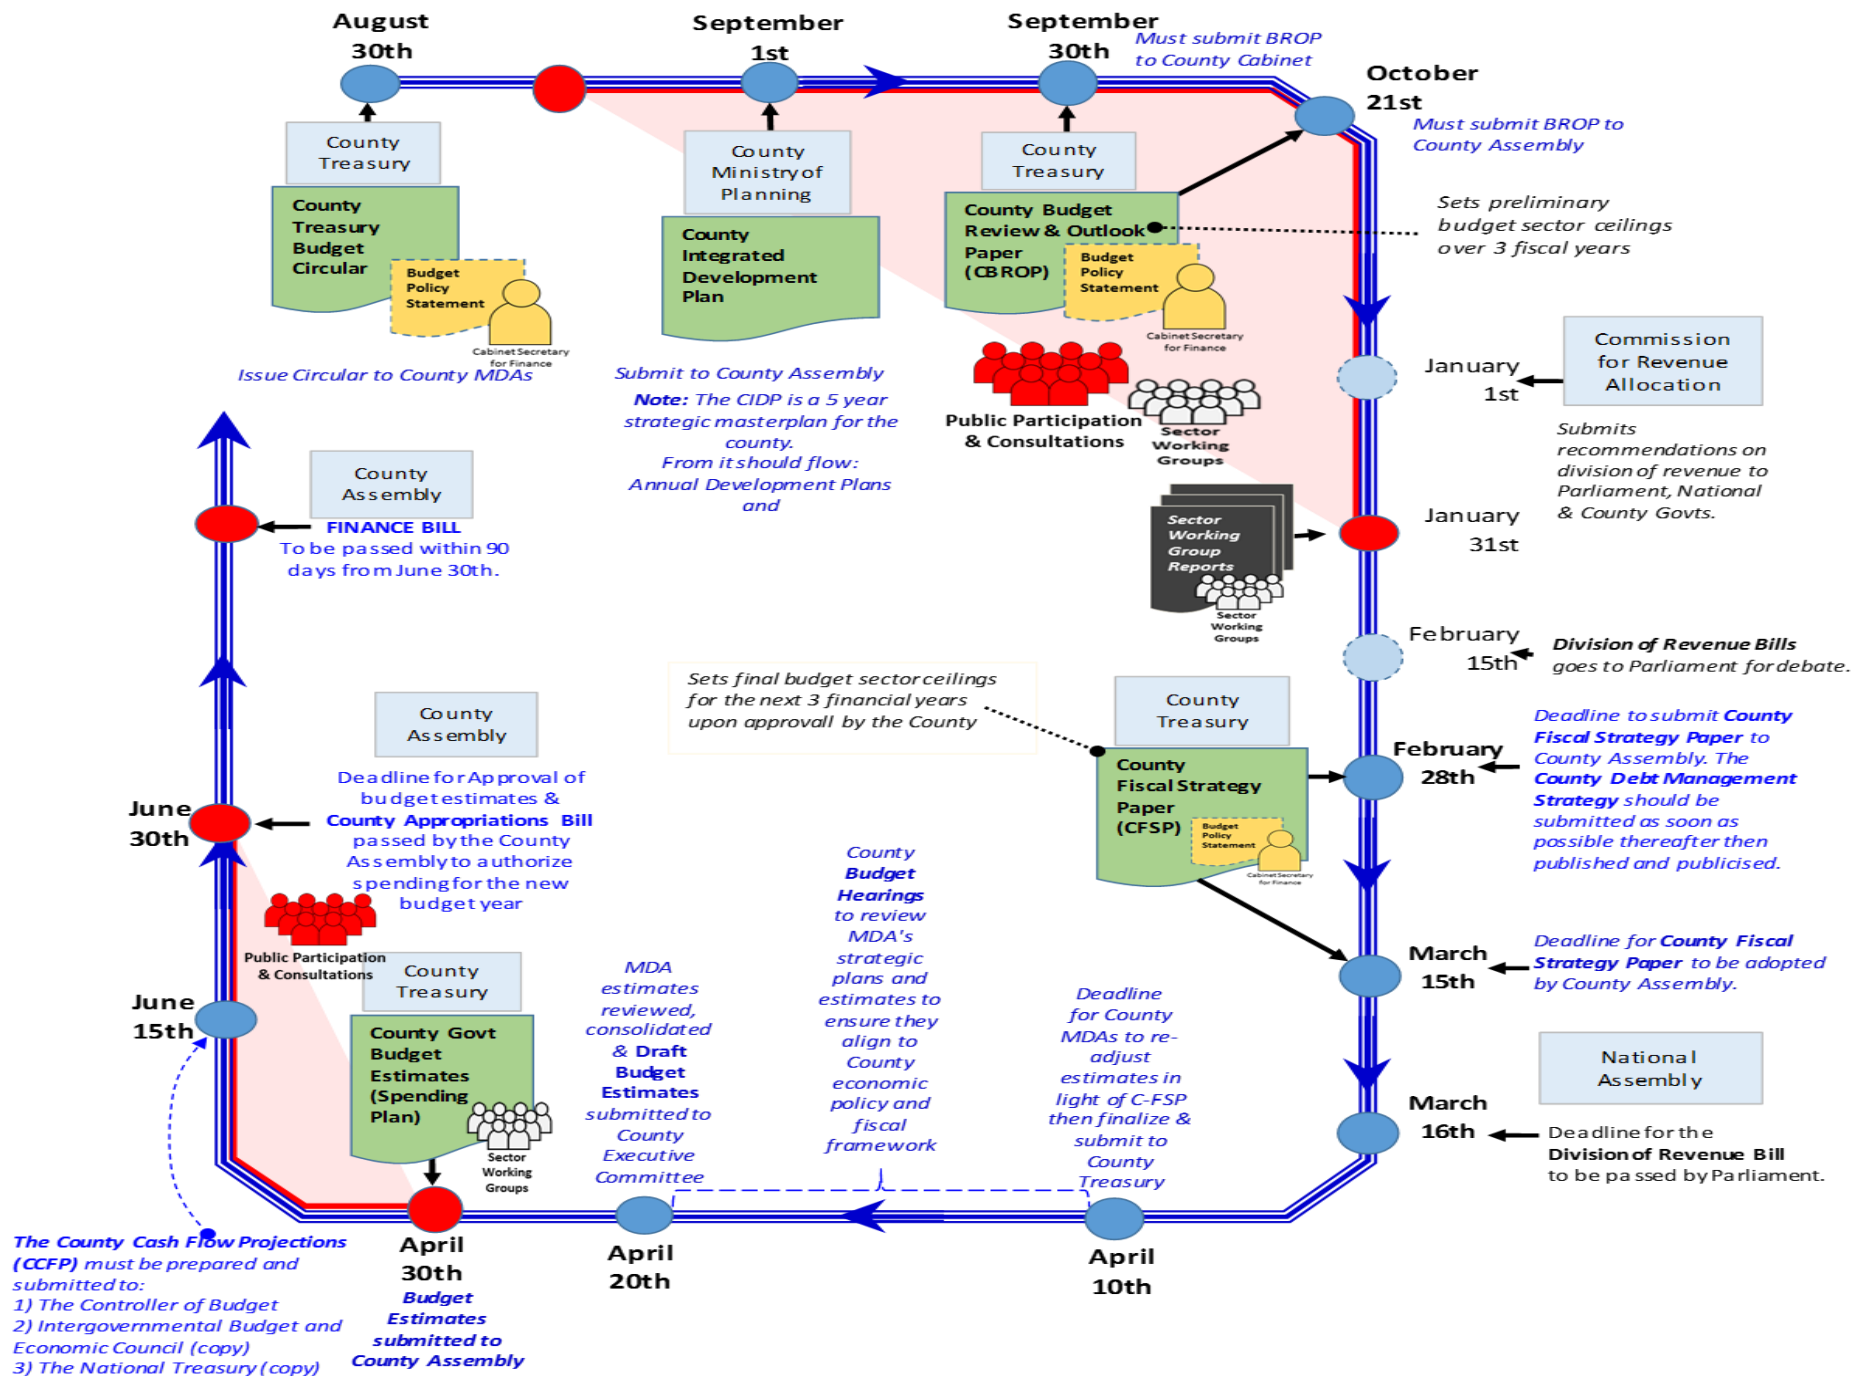 August
30th
September
1st
September
30th
Must submit BROP
to County Cabinet
October
21st
Must submit BROP to
County Assembly
County
Treasury
County
Treasury
Budget
Circular
Budget
Policy
Statement
Cabinet Secretary
for Finance
Issue Circular to County MDAs
County
Ministry of
Planning
County
Integrated
Development
Plan
Submit to County Assembly
Note: The CIDP is a 5 year
strategic masterplan for the
county.
From it should flow:
Annual Development Plans
and
County
Treasury
County Budget
Review & Outlook
Paper
(CBROP)
Budget
Policy
Statement
Cabinet Secretary
for Finance
Sets preliminary
budget sector ceilings
over 3 fiscal years
Public Participation
& Consultations
Sector
Working
Groups
January
1st
Commission
for Revenue
Allocation
Submits
recommendations on
division of revenue to
Parliament, National
& County Govts.
Sector
Working
Group
Reports
Sector
Working
Groups
January
31st
February
15th
Division of Revenue Bills
goes to Parliament for debate.
Sets final budget sector ceilings
for the next 3 financial years
upon approvall by the County
County
Treasury
County
Fiscal Strategy
Paper
(CFSP)
Budget
Policy
Statement
Cabinet Secretary
for Finance
February
28th
Deadline to submit County
Fiscal Strategy Paper to
County Assembly. The
County Debt Management
Strategy should be
submitted as soon as
possible thereafter then
published and publicised.
March
15th
Deadline for County Fiscal
Strategy Paper to be adopted
by County Assembly.
National
Assembly
March
16th
Deadline for the
Division of Revenue Bill
to be passed by Parliament.
Deadline
for County
MDAs to re-
adjust
estimates in
light of C-FSP
then finalize &
submit to
County
Treasury
April
10th
County
Budget
Hearings
to review
MDA's
strategic
plans and
estimates to
ensure they
align to
County
economic
policy and
fiscal
framework
MDA
estimates
reviewed,
consolidated
& Draft
Budget
Estimates
submitted to
County
Executive
Committee
April
20th
County
Treasury
County Govt
Budget
Estimates
(Spending
Plan)
Sector
Working
Groups
April
30th
Budget
Estimates
submitted to
County Assembly
Public Participation
& Consultations
June
15th
The County Cash Flow Projections
(CCFP) must be prepared and
submitted to:
1) The Controller of Budget
2) Intergovernmental Budget and
Economic Council (copy)
3) The National Treasury (copy)
June
30th
County
Assembly
Deadline for Approval of
budget estimates &
County Appropriations Bill
passed by the County
Assembly to authorize
spending for the new
budget year
County
Assembly
FINANCE BILL
To be passed within 90
days from June 30th.